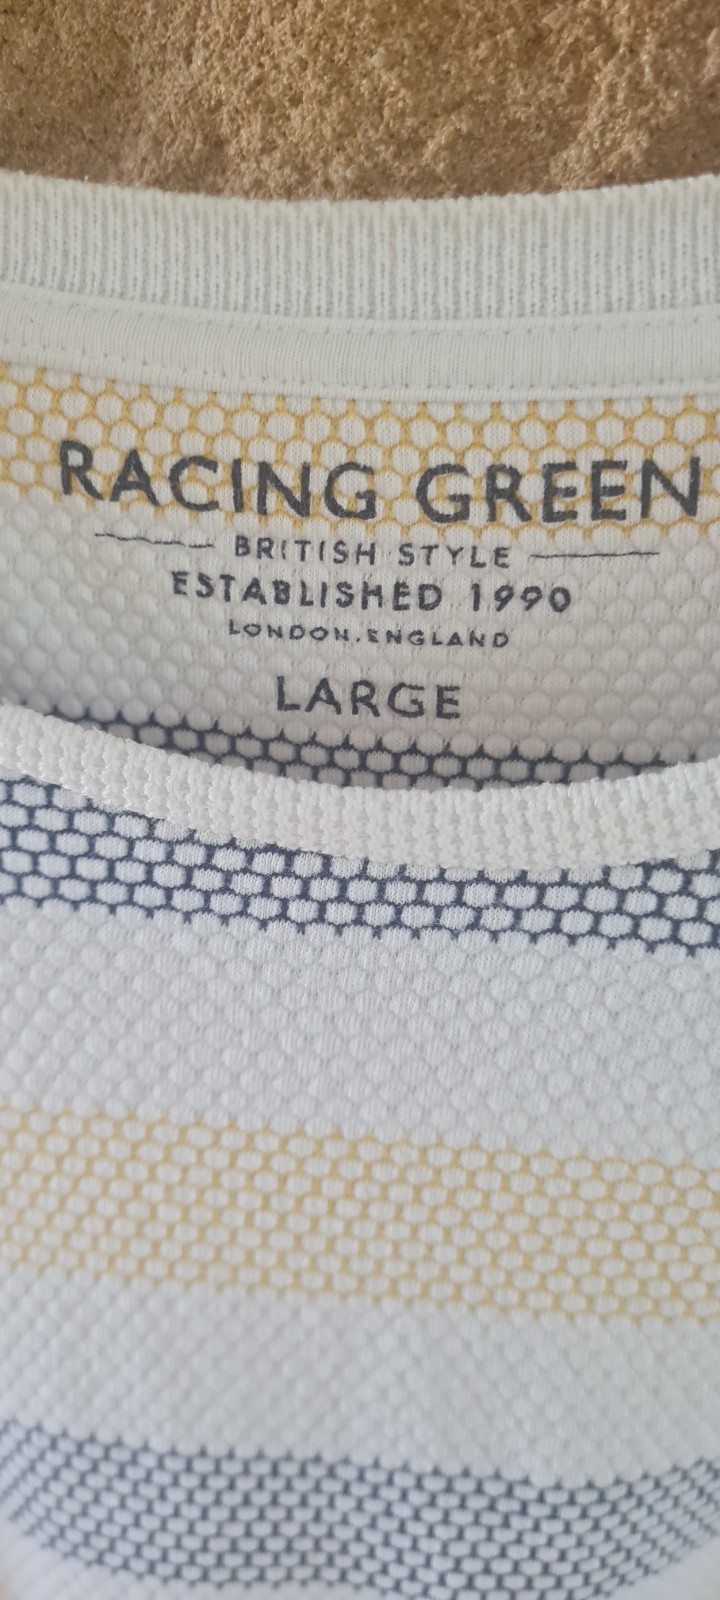 RACING GREEN
BRITISH STYLE
ESTABLISHED 1990
LONDON.ENGLAND
LARGE